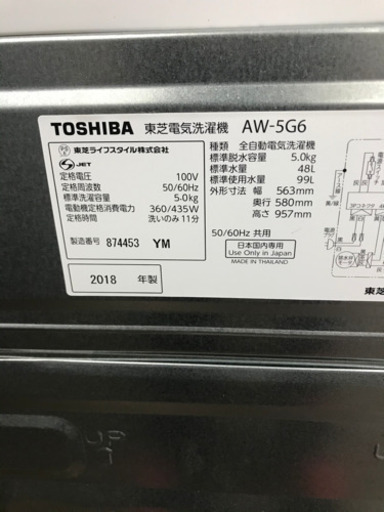 TOSHIBA 東芝電気洗濯機 AW-5G6
東芝ライフスタイル株式会社
S-JET
定格電圧 100V
定格周波数 50/60Hz
標準洗濯容量 5.0kg
電動機定格消費電力 360/435W
定格時間 洗いのみ 11分
製造番号 874453 YM
2018 年製
種類 全自動電気洗濯機
標準脱水容量 5.0kg
標準水量 48L
標準使用水量 99L
外形寸法 幅 563mm
奥行 580mm
高さ 957mm
50/60Hz 共用
日本国内専用
Use Only in Japan
MADE IN THAILAND
東芝
UP